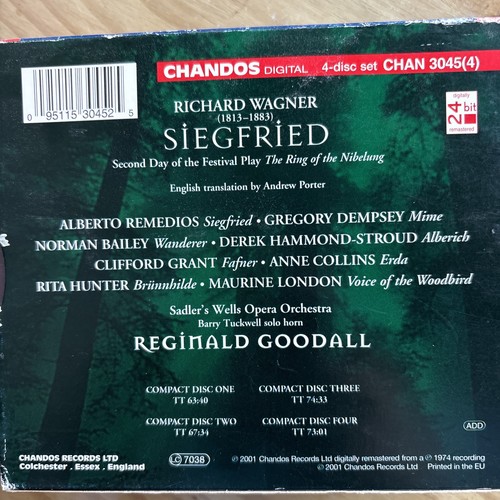 CHANDOS DIGITAL 4-disc set CHAN 3045(4)
0 95115 30452 5
RICHARD WAGNER
(1813–1883)
digitally
24 bit
remastered
SIEGFRIED
Second Day of the Festival Play The Ring of the Nibelung
English translation by Andrew Porter
ALBERTO REMEDIOS Siegfried • GREGORY DEMPSEY Mime
NORMAN BAILEY Wanderer • DEREK HAMMOND-STROUD Alberich
CLIFFORD GRANT Fafner • ANNE COLLINS Erda
RITA HUNTER Brünnhilde • MAURINE LONDON Voice of the Woodbird
Sadler's Wells Opera Orchestra
Barry Tuckwell solo horn
REGINALD GOODALL
COMPACT DISC ONE
TT 63:40
COMPACT DISC THREE
TT 74:33
COMPACT DISC TWO
TT 67:34
COMPACT DISC FOUR
TT 73:01
ADD
CHANDOS RECORDS LTD
Colchester . Essex . England
LC 7038
℗ 2001 Chandos Records Ltd digitally remastered from a ℗ 1974 recording
© 2001 Chandos Records Ltd Printed in the EU